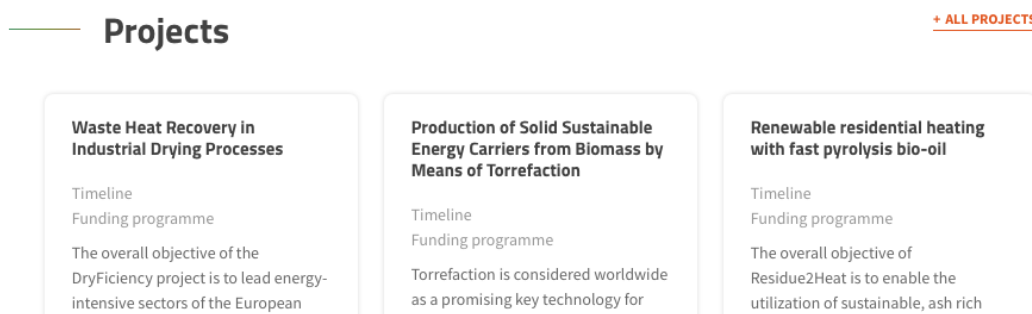 Projects
+ ALL PROJECTS
Waste Heat Recovery in
Industrial Drying Processes
Timeline
Funding programme
The overall objective of the
DryFiciency project is to lead energy-
intensive sectors of the European
Production of Solid Sustainable
Energy Carriers from Biomass by
Means of Torrefaction
Timeline
Funding programme
Torrefaction is considered worldwide
as a promising key technology for
Renewable residential heating
with fast pyrolysis bio-oil
Timeline
Funding programme
The overall objective of
Residue2Heat is to enable the
utilization of sustainable, ash rich